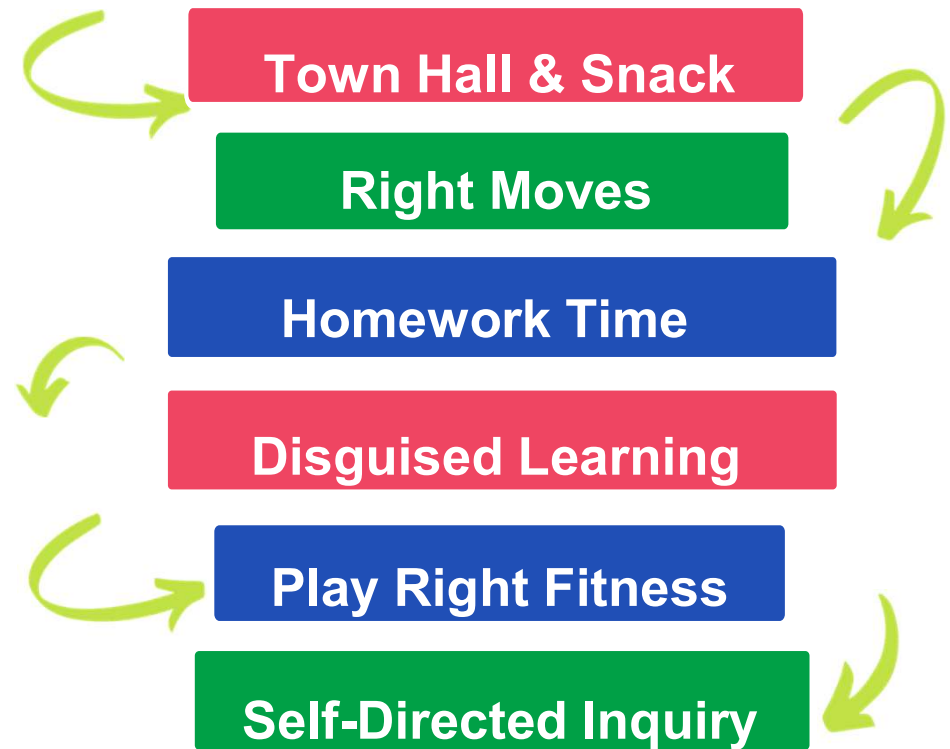 Town Hall & Snack
Right Moves
Homework Time
Disguised Learning
Play Right Fitness
Self-Directed Inquiry